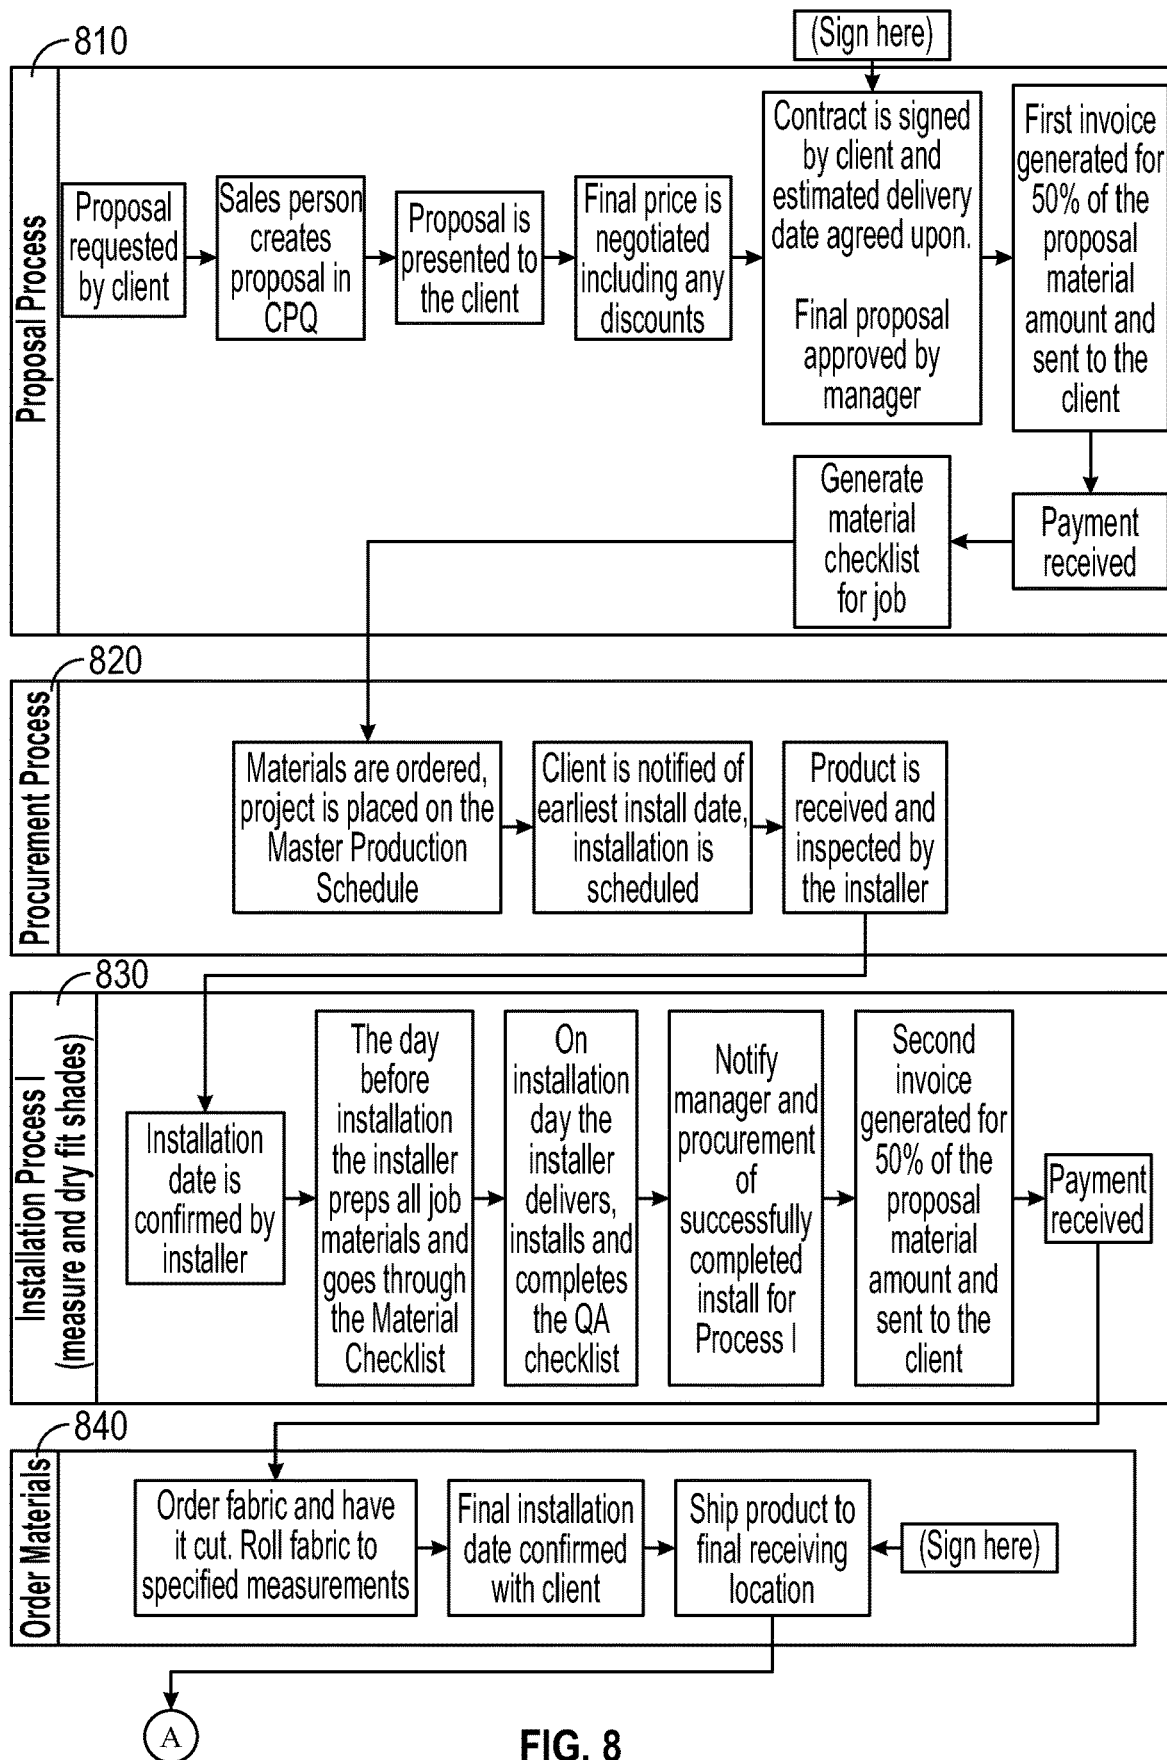 810
(Sign here)
Proposal Process
Proposal
requested
by client
Sales person
creates
proposal in
CPQ
Proposal is
presented to
the client
Final price is
negotiated
including any
discounts
Contract is signed
by client and
estimated delivery
date agreed upon.
Final proposal
approved by
manager
First invoice
generated for
50% of the
proposal
material
amount and
sent to the
client
Payment
received
Generate
material
checklist
for job
820
Procurement Process
Materials are ordered,
project is placed on the
Master Production
Schedule
Client is notified of
earliest install date,
installation is
scheduled
Product is
received and
inspected by
the installer
830
Installation Process I
(measure and dry fit shades)
Installation
date is
confirmed by
installer
The day
before
installation
the installer
preps all job
materials and
goes through
the Material
Checklist
On
installation
day the
installer
delivers,
installs and
completes
the QA
checklist
Notify
manager and
procurement
of
successfully
completed
install for
Process I
Second
invoice
generated for
50% of the
proposal
material
amount and
sent to the
client
Payment
received
840
Order Materials
Order fabric and have
it cut. Roll fabric to
specified measurements
Final installation
date confirmed
with client
Ship product to
final receiving
location
(Sign here)
A
FIG. 8